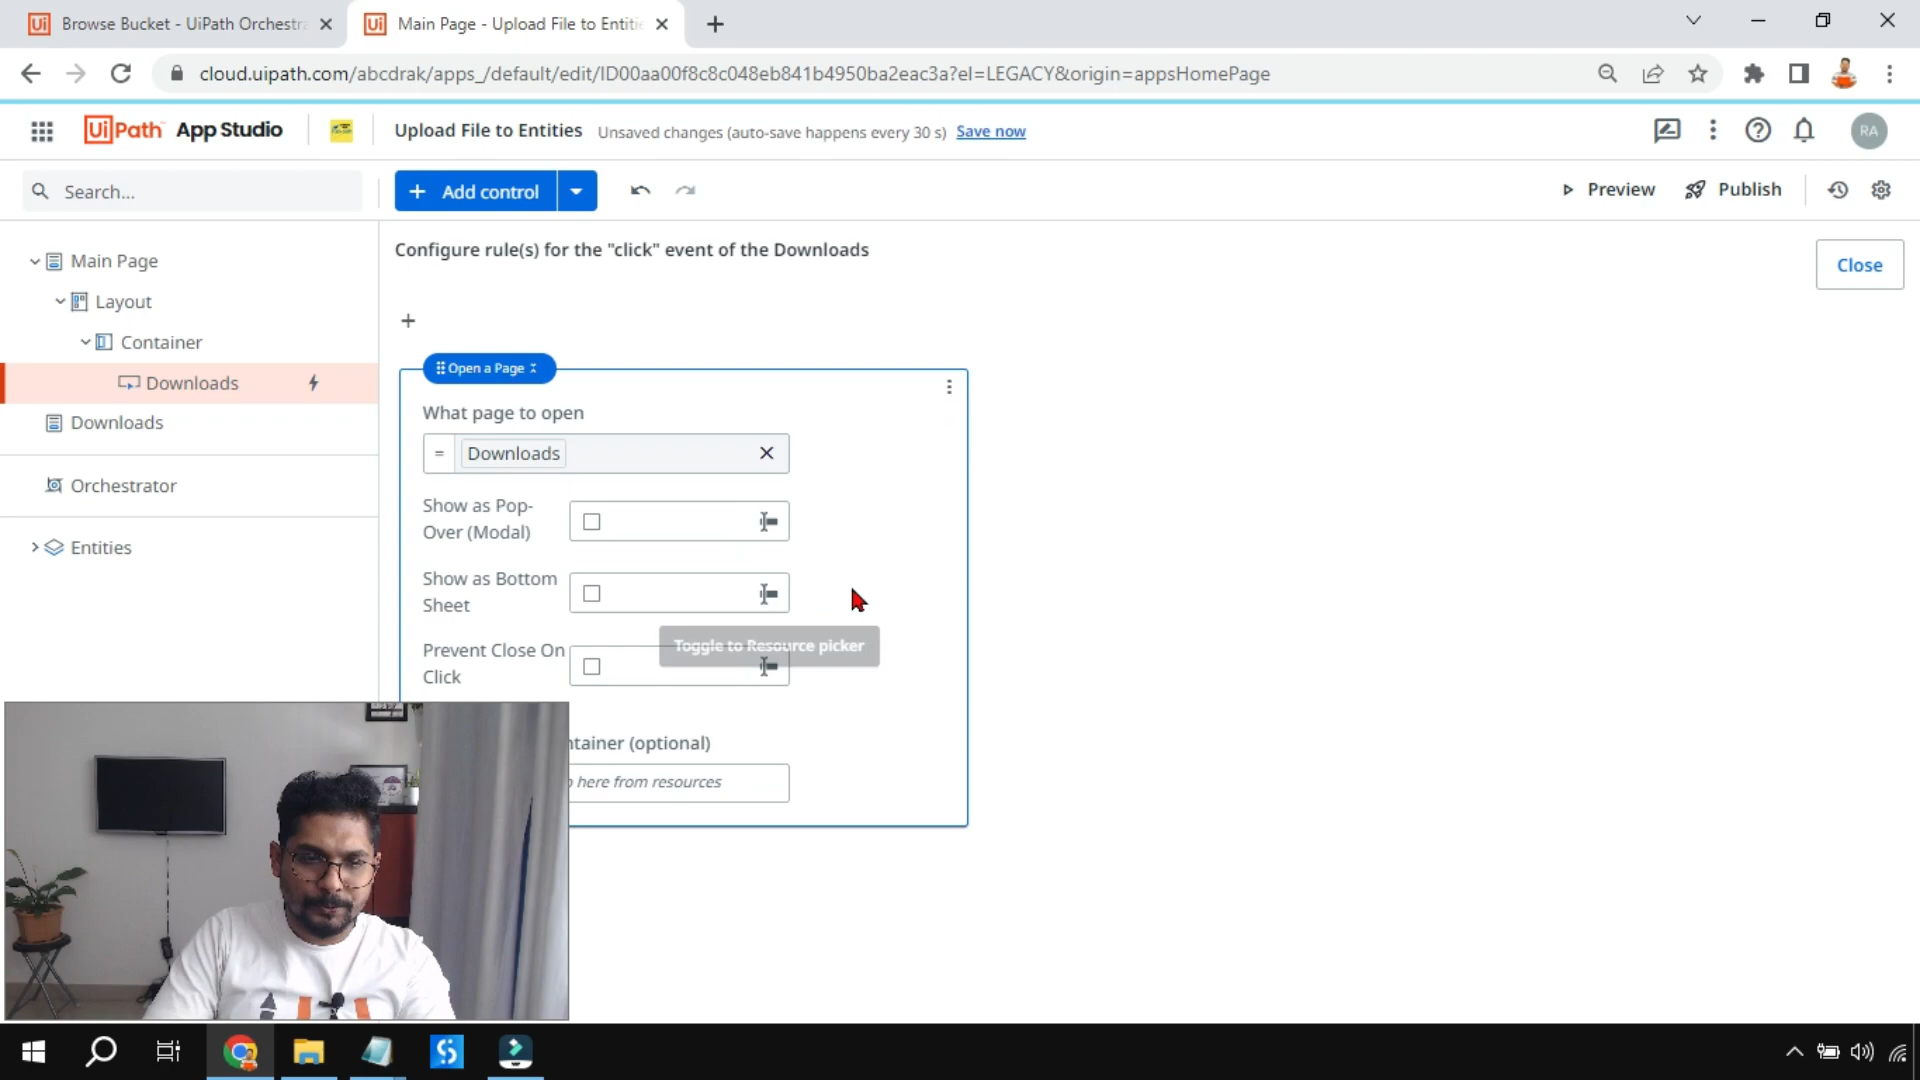 Browse Bucket - UiPath Orchestra
Main Page - Upload File to Entitie
cloud.uipath.com/abcdrak/apps_/default/edit/ID00aa00f8c8c048eb841b4950ba2eac3a?el=LEGACY&origin=appsHomePage
UiPath App Studio
Upload File to Entities
Unsaved changes (auto-save happens every 30 s)
Save now
RA
Search...
Add control
Preview
Publish
Main Page
Layout
Container
Downloads
Downloads
Orchestrator
Entities
Configure rule(s) for the "click" event of the Downloads
Close
Open a Page
What page to open
= Downloads
Show as Pop-
Over (Modal)
Show as Bottom
Sheet
Toggle to Resource picker
Prevent Close On
Click
ntainer (optional)
here from resources